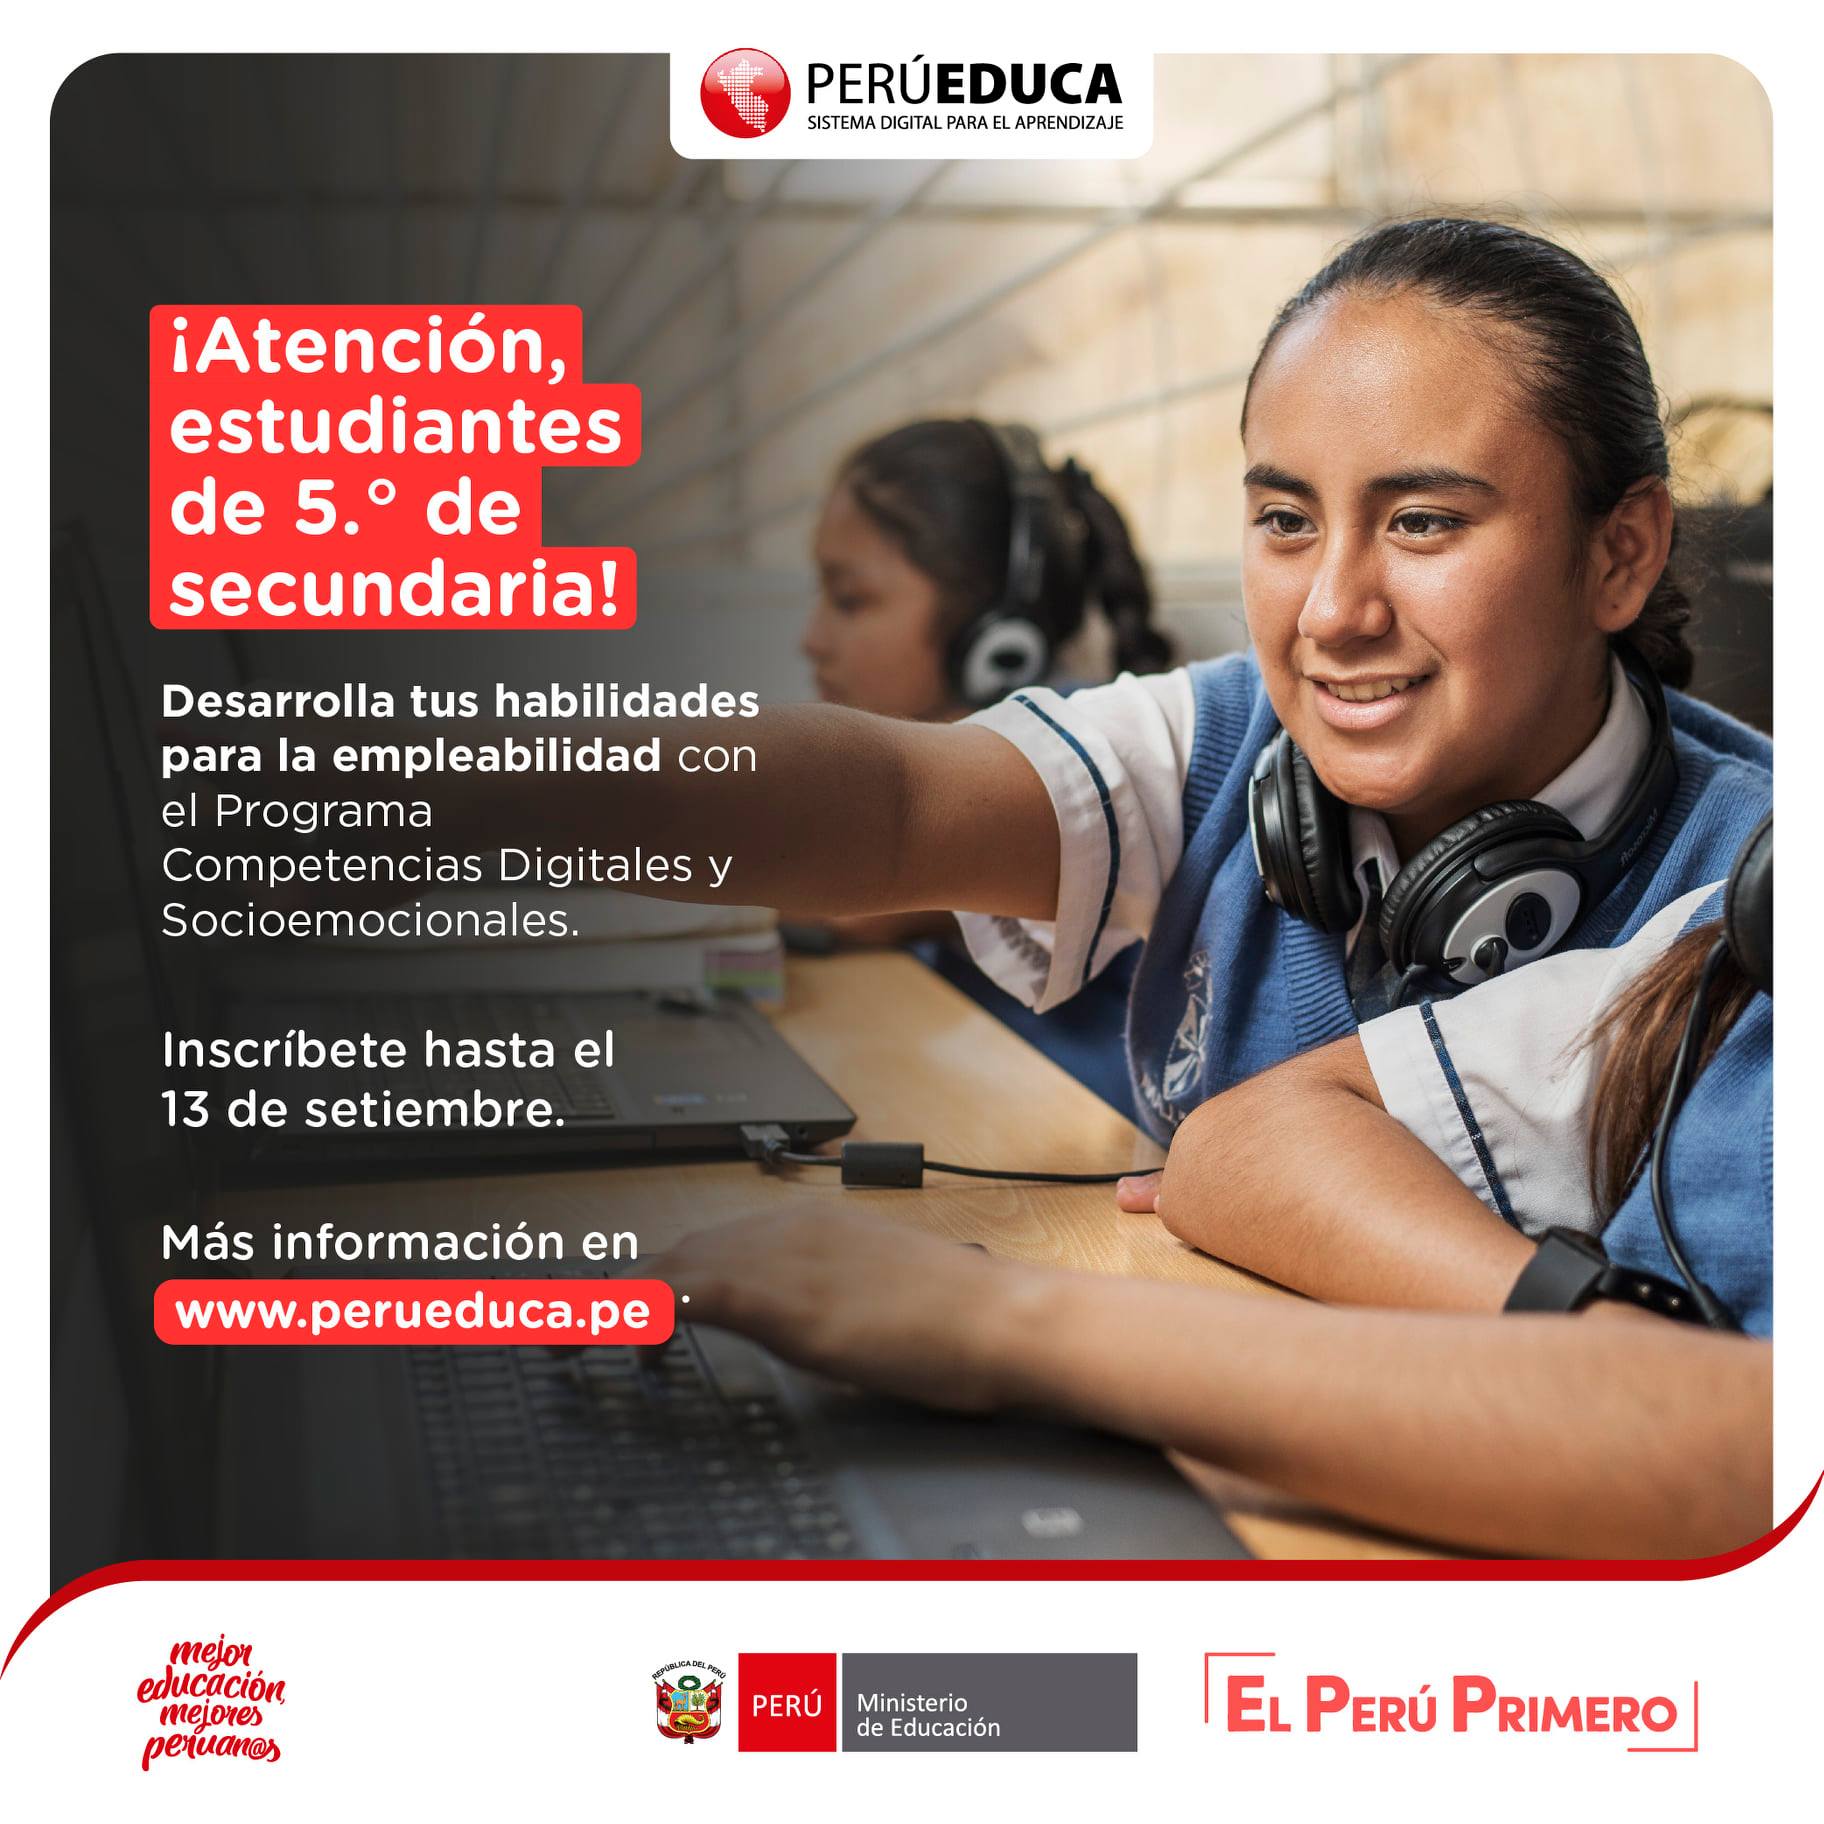 PERÚEDUCA
SISTEMA DIGITAL PARA EL APRENDIZAJE
¡Atención,
estudiantes
de 5.° de
secundaria!
Desarrolla tus habilidades
para la empleabilidad con
el Programa
Competencias Digitales y
Socioemocionales.
Inscríbete hasta el
13 de setiembre.
Más información en
www.perueduca.pe
mejor
educación,
mejores
peruan@s
REPÚBLICA DEL PERÚ
PERÚ
Ministerio
de Educación
EL PERÚ PRIMERO